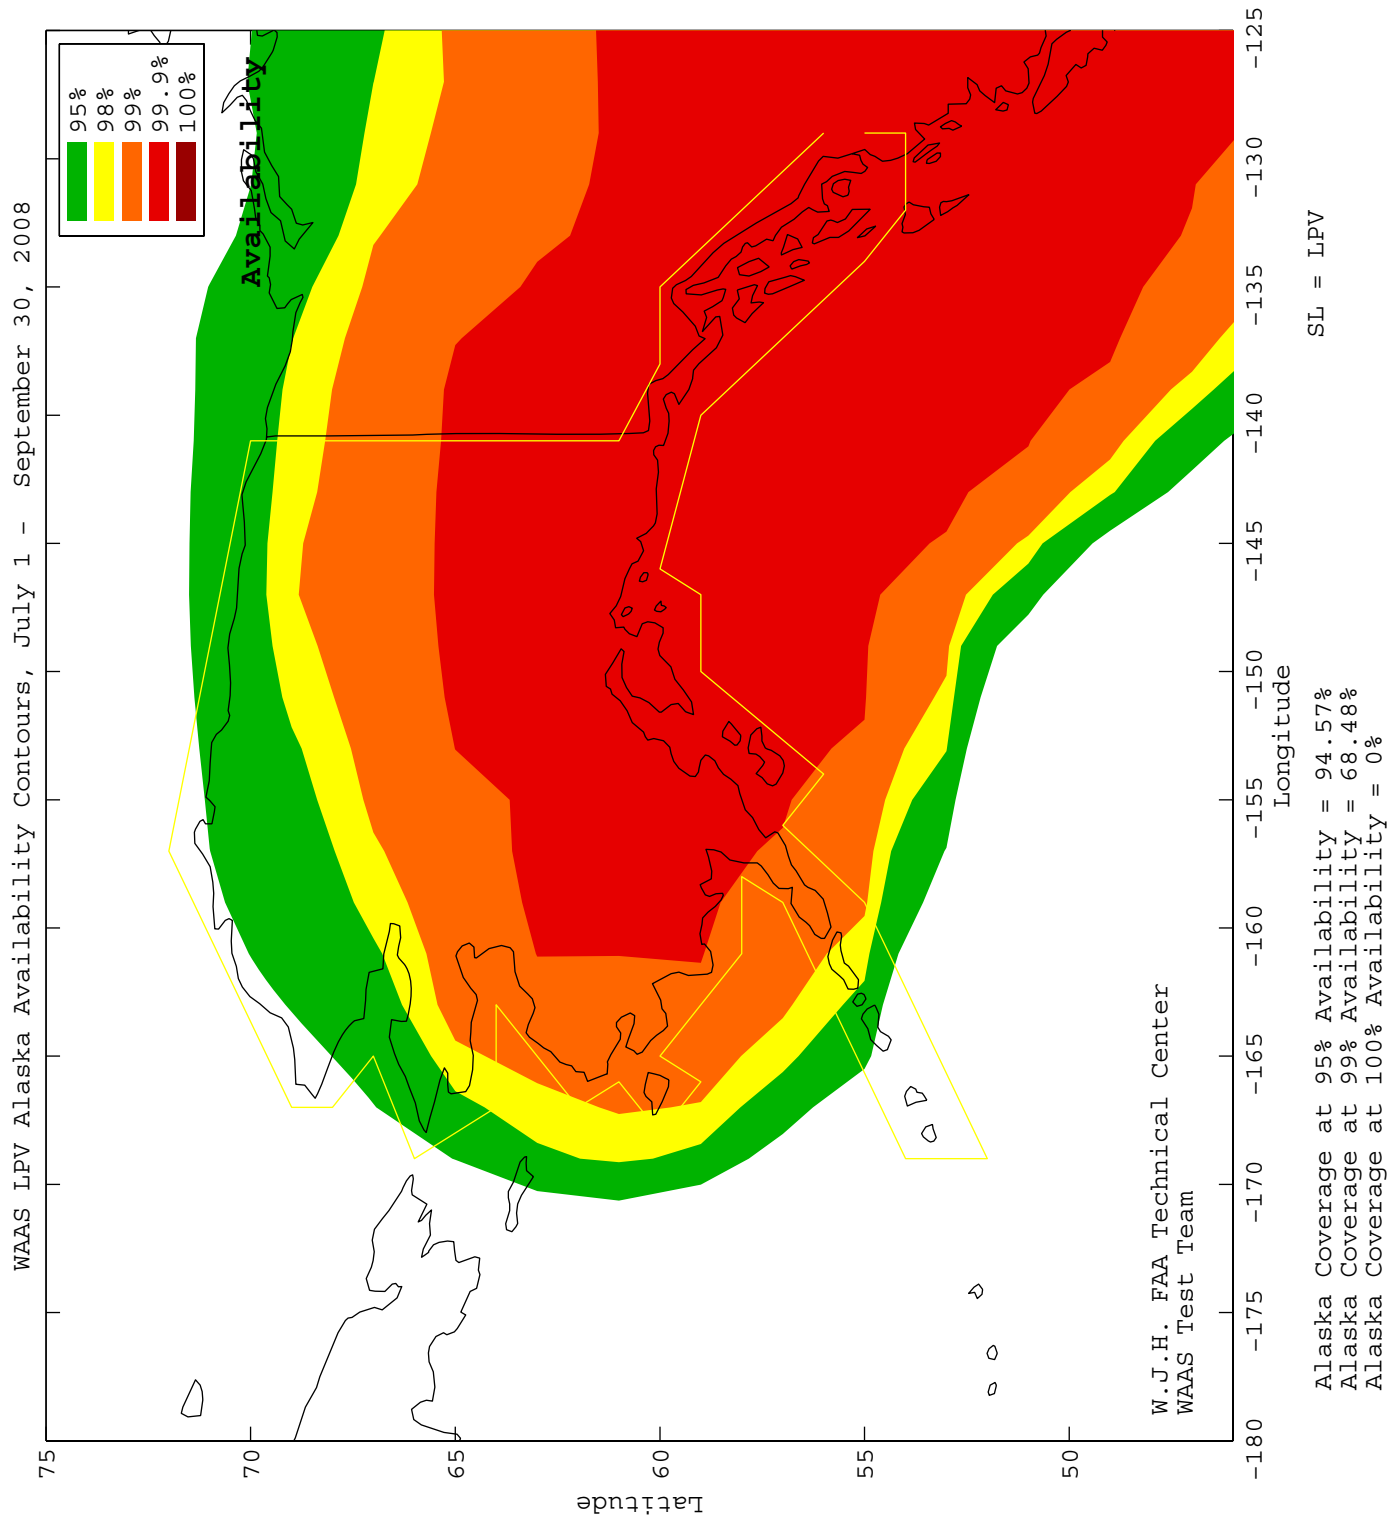 WAAS LPV Alaska Availability Contours, July 1 - September 30, 2008
75
70
65
60
55
50
Latitude
-180
-175
-170
-165
-160
-155
-150
-145
-140
-135
-130
-125
Longitude
95%
98%
99%
99.9%
100%
Availability
W.J.H. FAA Technical Center
WAAS Test Team
SL = LPV
Alaska Coverage at 95% Availability = 94.57%
Alaska Coverage at 99% Availability = 68.48%
Alaska Coverage at 100% Availability = 0%